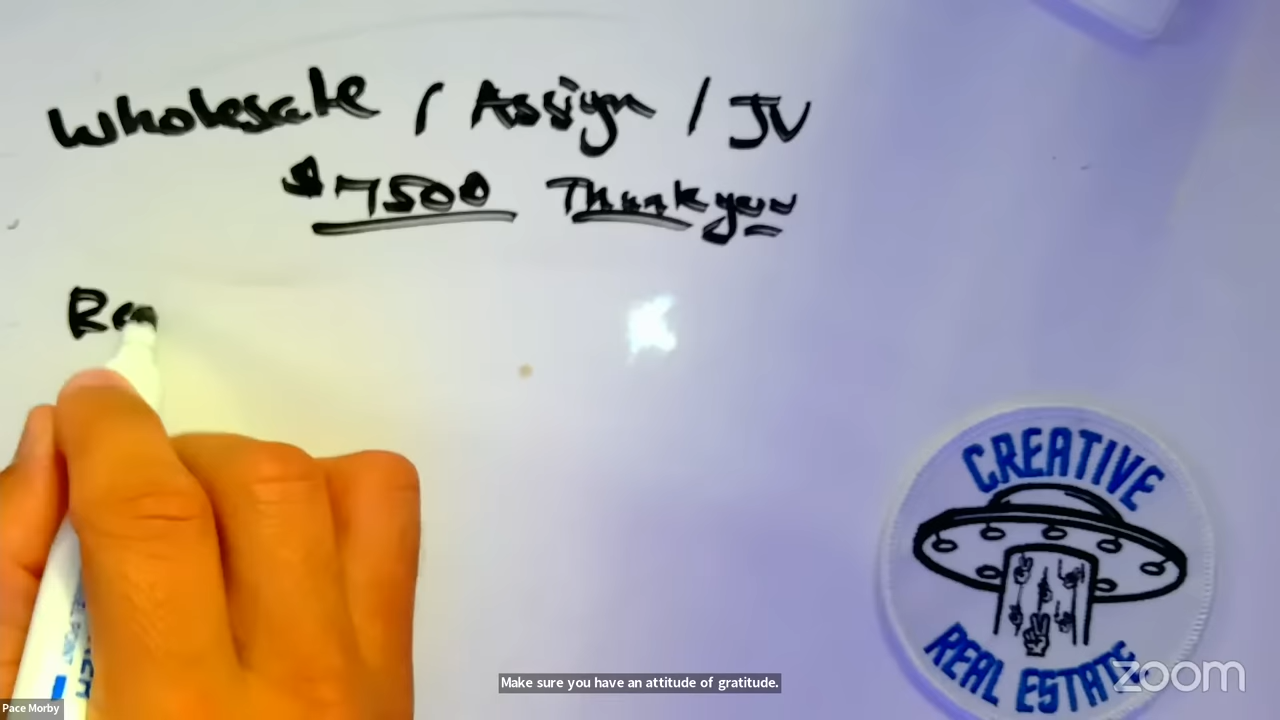 Wholesale / Assign / JV
$7500 Thank you
CREATIVE
REAL ESTATE
Make sure you have an attitude of gratitude.
zoom
Pace Morby